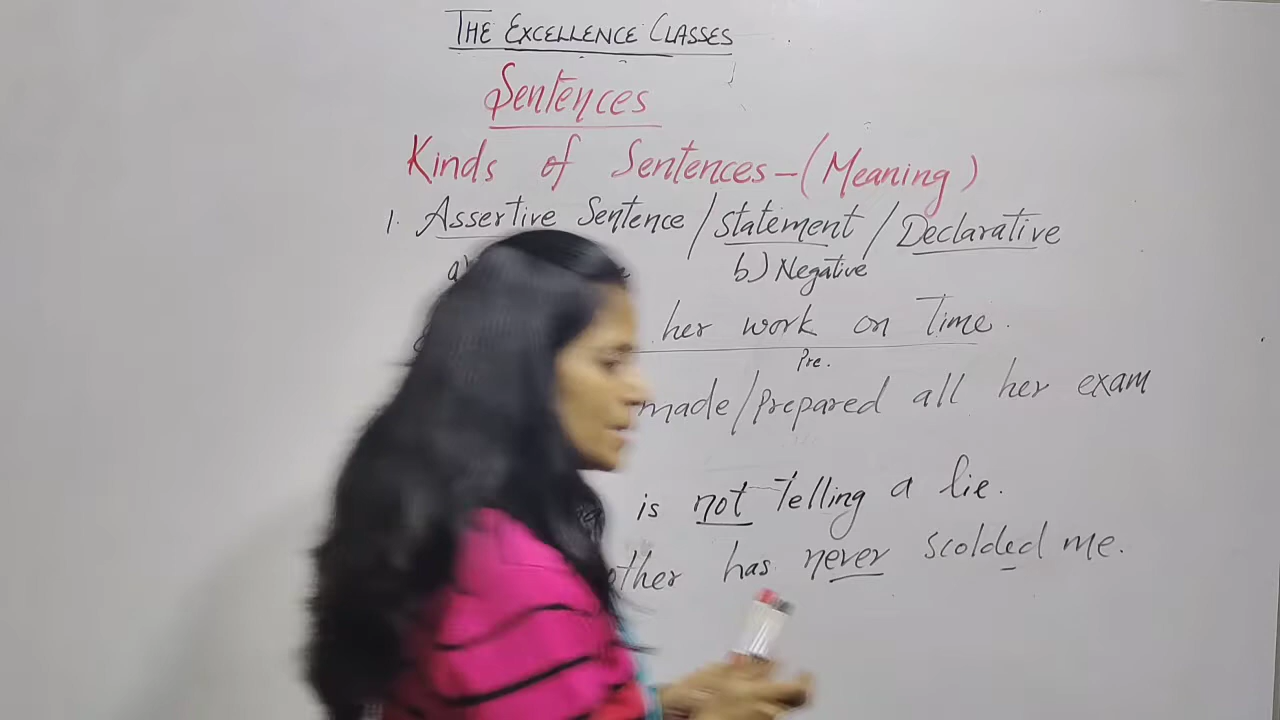 THE EXCELLENCE CLASSES
Sentences
Kinds of Sentences - (Meaning)
1. Assertive Sentence / Statement / Declarative
a) b) Negative
her work on Time.
Pre.
made/prepared all her exam
is not Telling a lie.
has never scolded me.